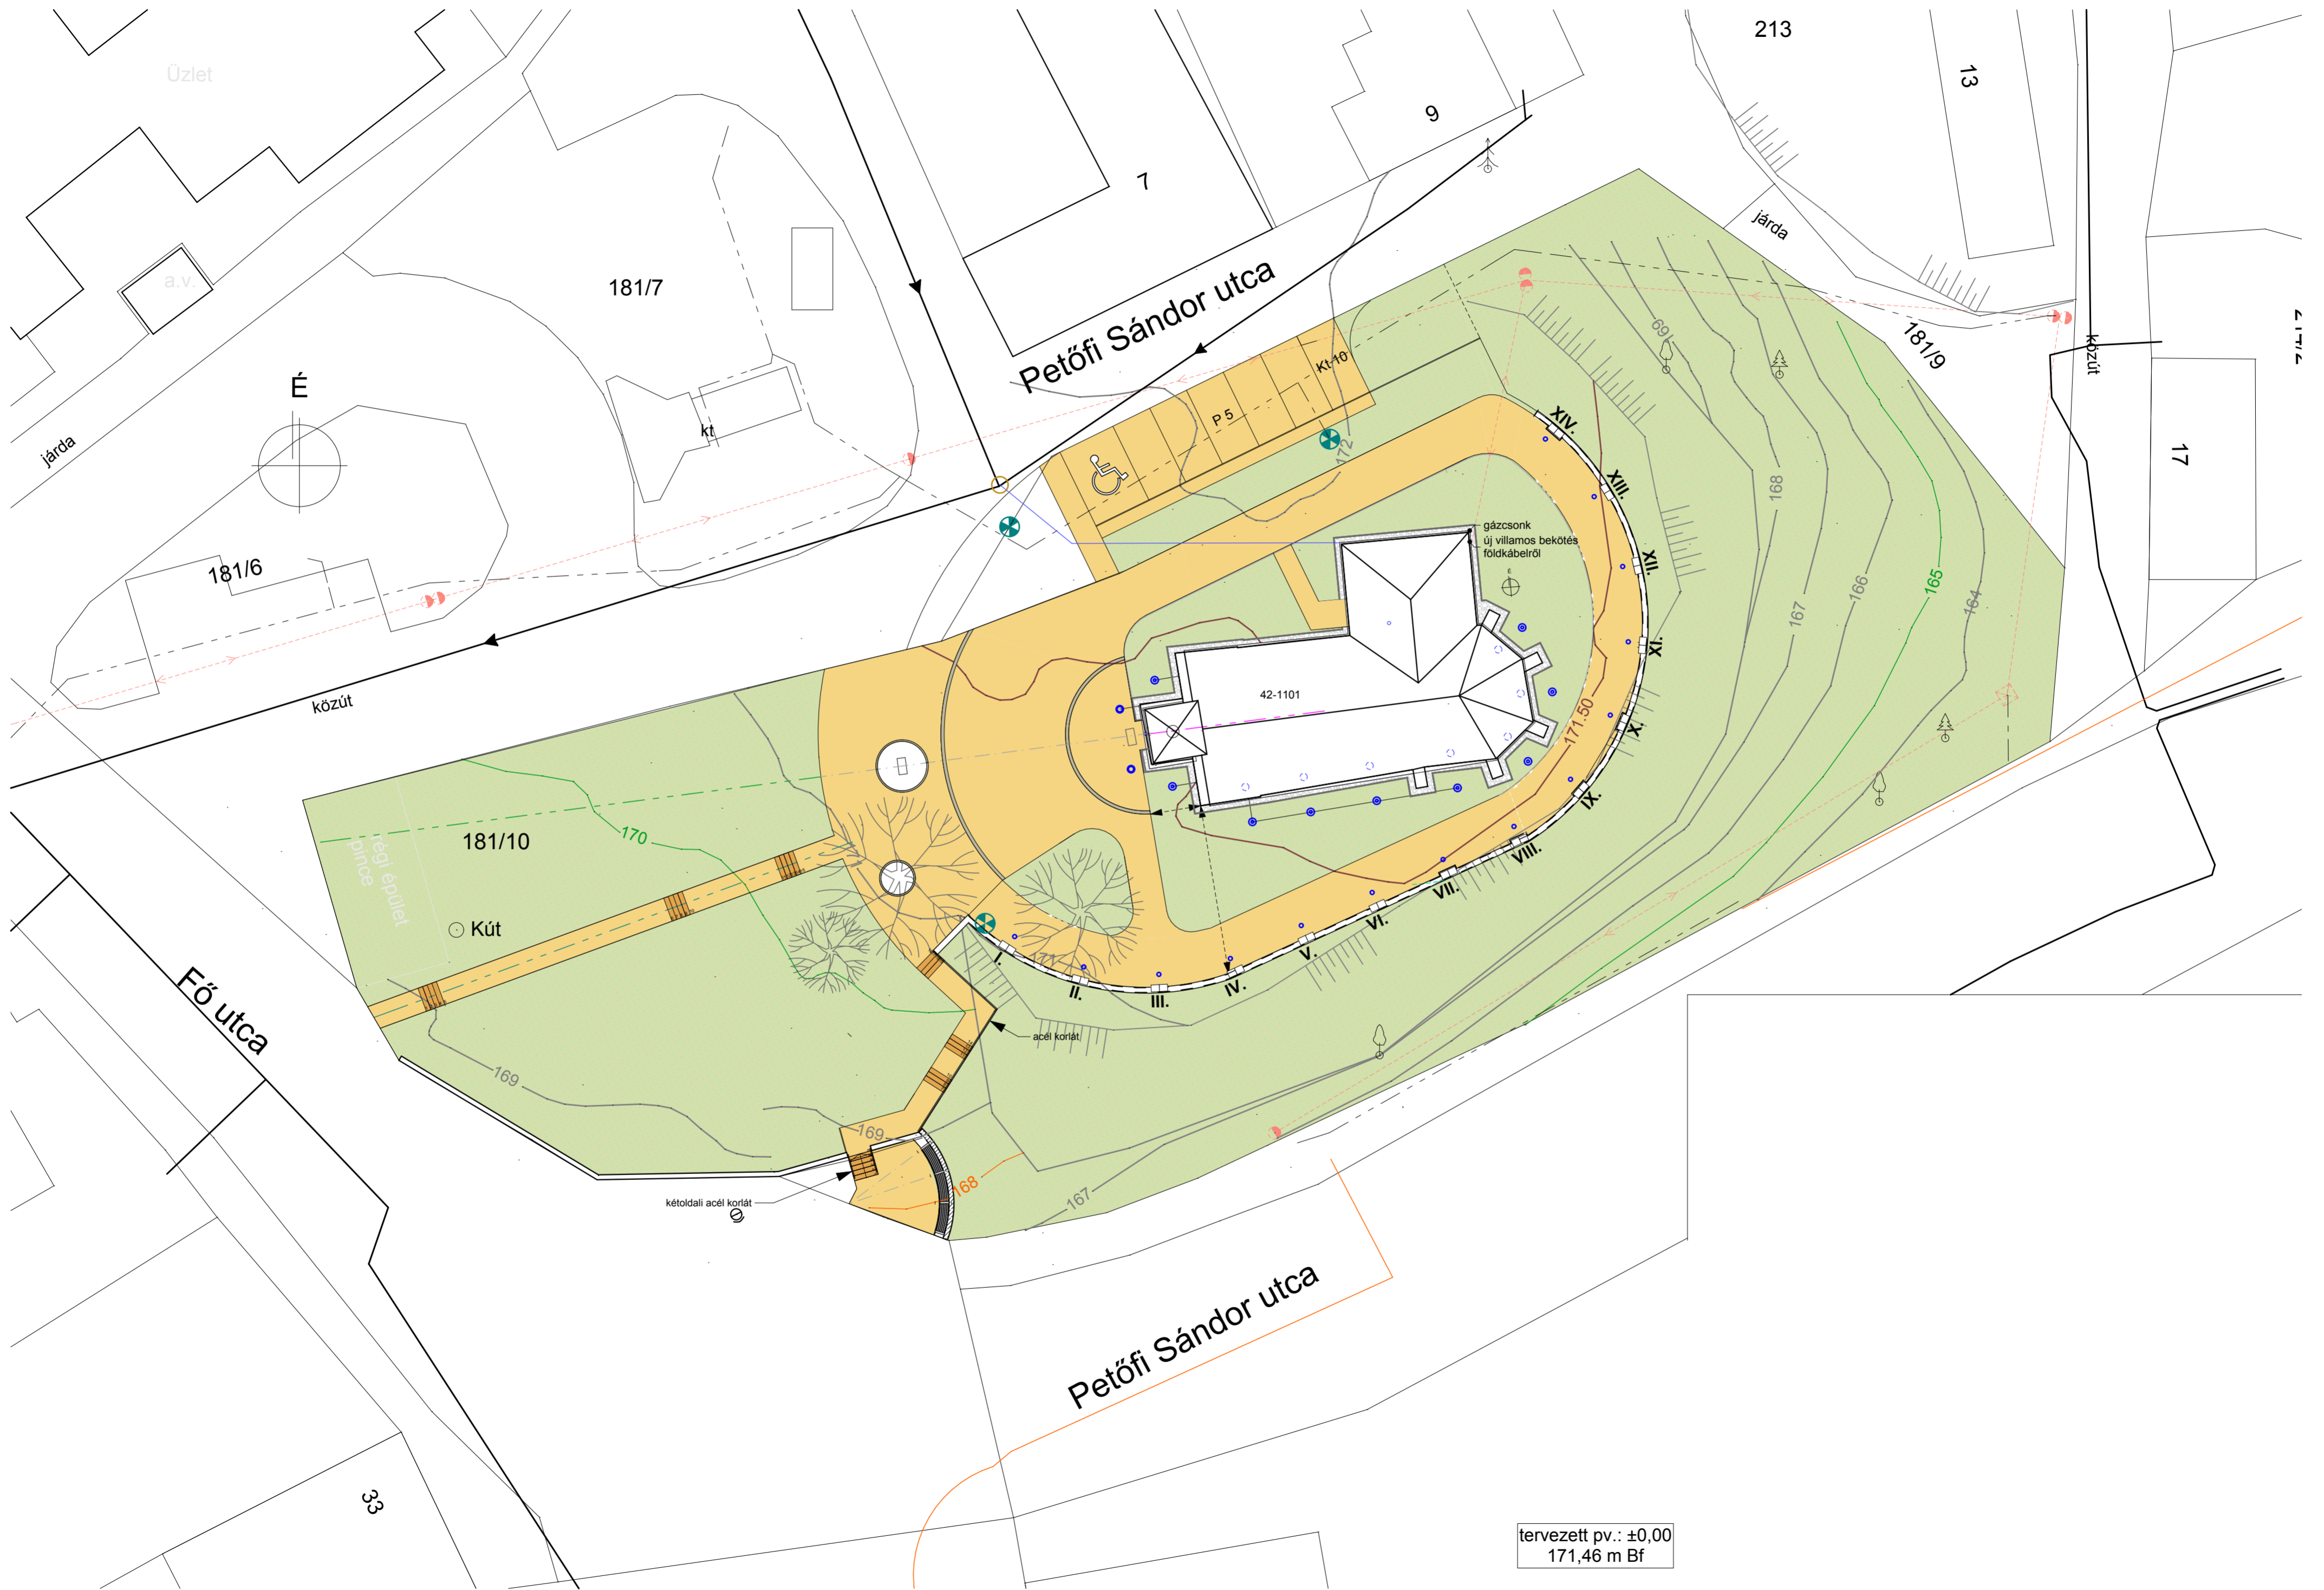 213
13
Üzlet
9
7
járda
a.v.
Petőfi Sándor utca
181/7
181/9
közút
É
Kt-10
P 5
172
169
járda
kt
XIV.
17
XIII.
168
gázcsonk
új villamos bekötés
földkábelről
É
XII.
181/6
167
166
165
164
XI.
42-1101
közút
171.50
X.
IX.
181/10
170
régi épület
pince
VIII.
VII.
VI.
Kút
V.
I.
171
IV.
II.
III.
Fő utca
acél korlát
169
169
168
167
kétoldali acél korlát
Petőfi Sándor utca
33
tervezett pv.: ±0,00
171,46 m Bf